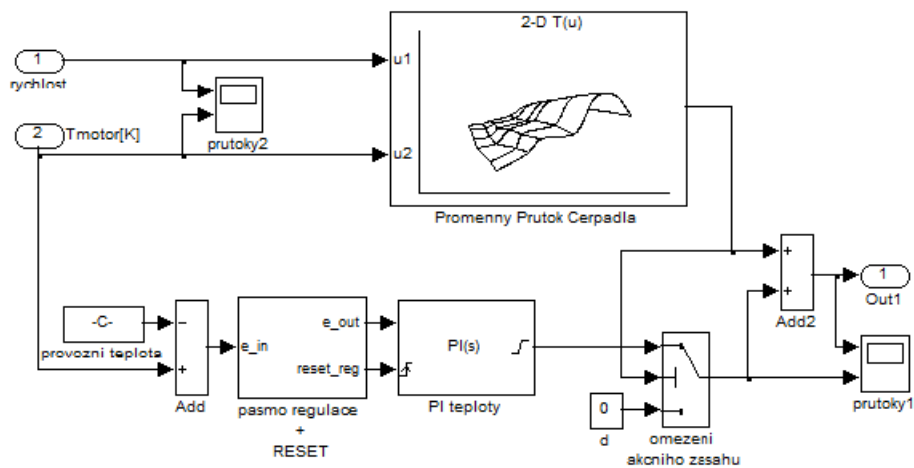 2-D T(u)
1
u1
rychlost
2
Tmotor[K]
prutoky2
u2
Promenny Prutok Cerpadla
+
1
+
Out1
Add2
-C-
−
e_out
e_in
PI(s)
provozni teplota
+
reset_reg
Add
pasmo regulace
+
RESET
PI teploty
0
d
omezeni
akcniho zasahu
prutoky1